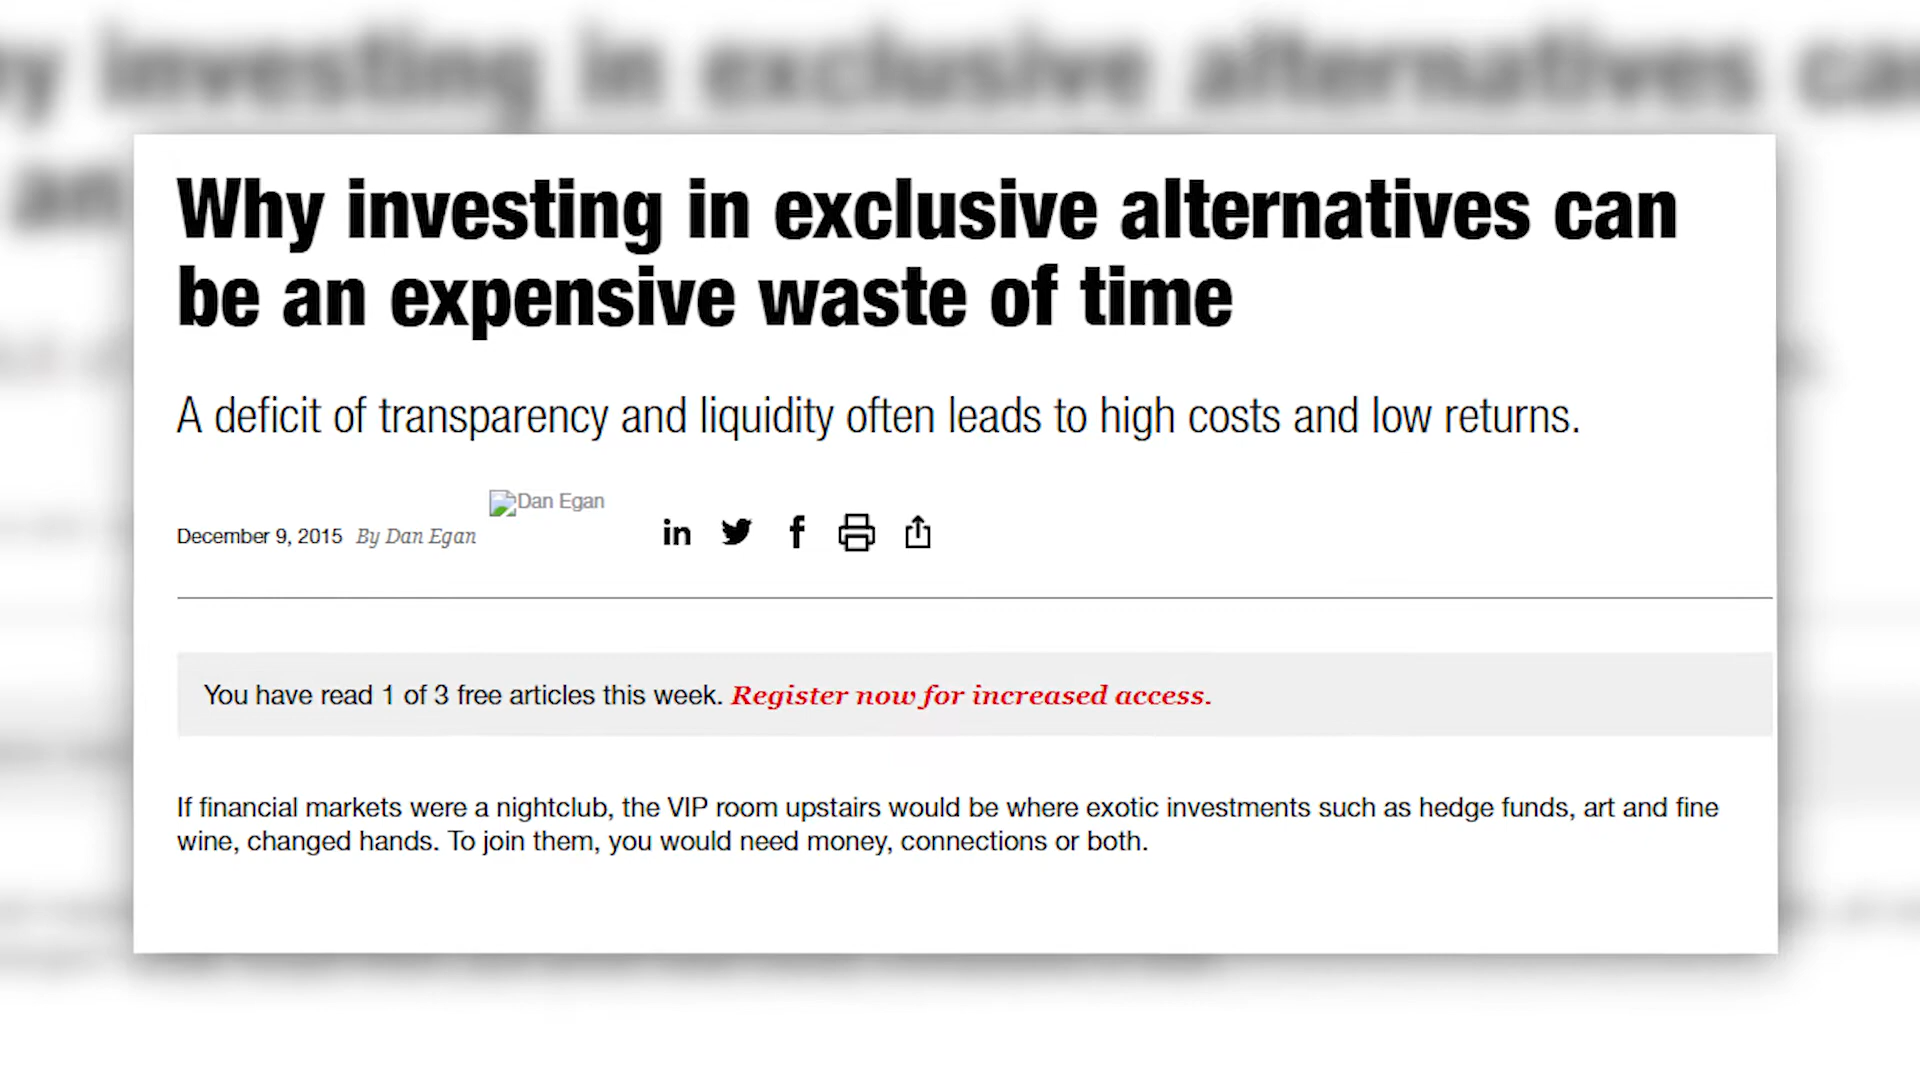 Why investing in exclusive alternatives can
be an expensive waste of time
A deficit of transparency and liquidity often leads to high costs and low returns.
Dan Egan
December 9, 2015 By Dan Egan
You have read 1 of 3 free articles this week. Register now for increased access.
If financial markets were a nightclub, the VIP room upstairs would be where exotic investments such as hedge funds, art and fine
wine, changed hands. To join them, you would need money, connections or both.